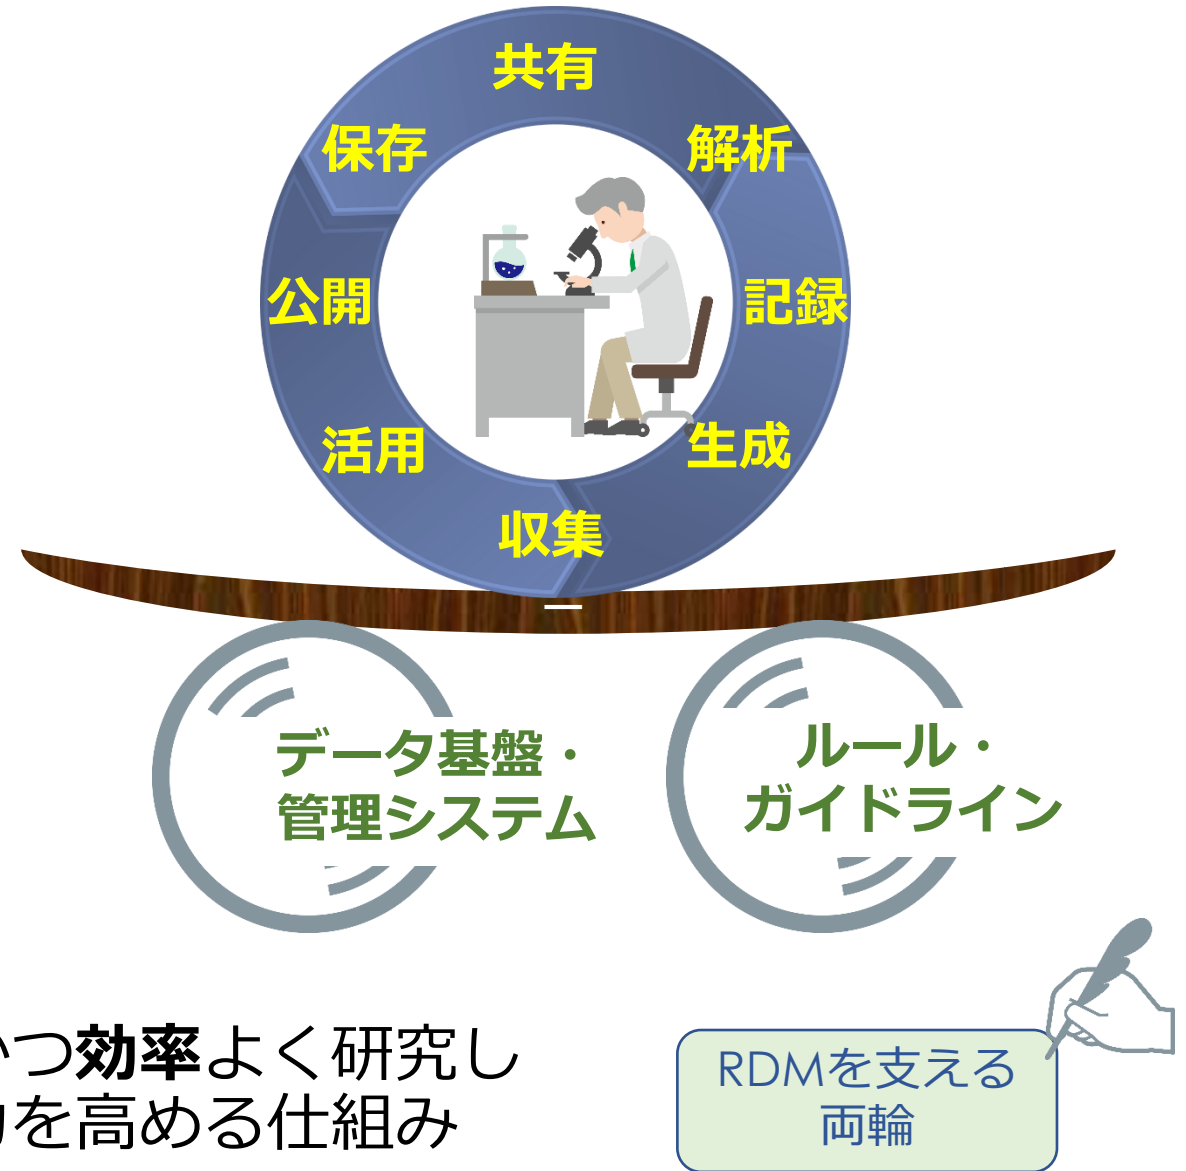 共有
保存
解析
公開
記録
活用
生成
収集
データ基盤・
管理システム
ルール・
ガイドライン
つ効率よく研究し
を高める仕組み
RDMを支える
両輪